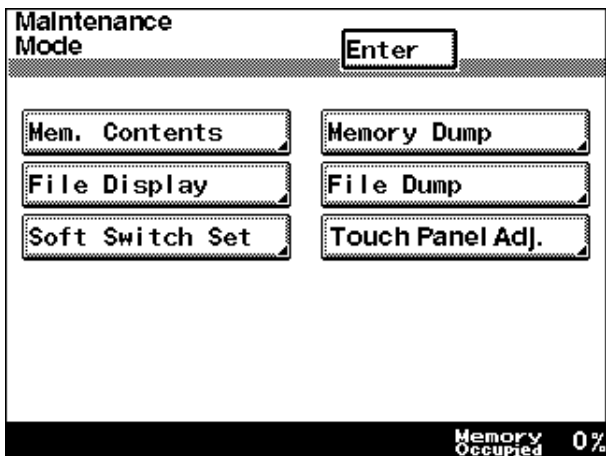 Maintenance
Mode
Enter
Mem. Contents
Memory Dump
File Display
File Dump
Soft Switch Set
Touch Panel Adj.
Memory
Occupied
0%